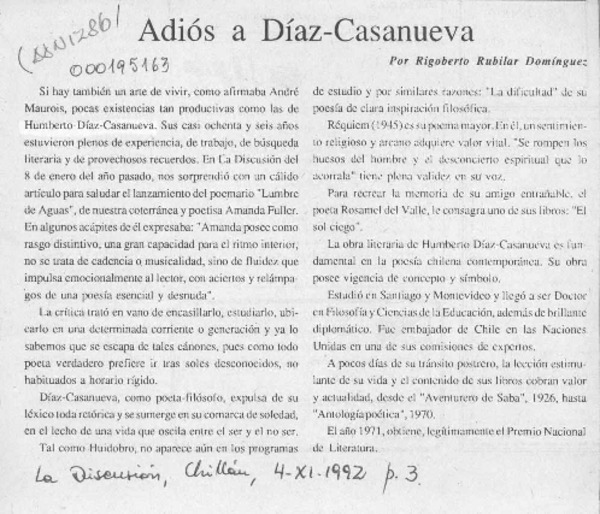 (AAN1286)
000195163
Adiós a Díaz-Casanueva
Por Rigoberto Rubilar Domínguez
Si hay también un arte de vivir, como afirmaba André
Maurois, pocas existencias tan productivas como las de
Humberto Díaz-Casanueva. Sus casi ochenta y seis años
estuvieron plenos de experiencia, de trabajo, de búsqueda
literaria y de provechosos recuerdos. En La Discusión del
8 de enero del año pasado, nos sorprendió con un cálido
artículo para saludar el lanzamiento del poemario "Lumbre
de Aguas", de nuestra coterránea y poetisa Amanda Fuller.
En algunos acápites de él expresaba: "Amanda posee como
rasgo distintivo, una gran capacidad para el ritmo interior,
no se trata de cadencia o musicalidad, sino de fluidez que
impulsa emocionalmente al lector, con aciertos y relámpa-
gos de una poesía esencial y desnuda".
La crítica trató en vano de encasillarlo, estudiarlo, ubi-
carlo en una determinada corriente o generación y ya lo
sabemos que se escapa de tales cánones, pues como todo
poeta verdadero prefiere ir tras soles desconocidos, no
habituados a horario rígido.
Díaz-Casanueva, como poeta-filósofo, expulsa de su
léxico toda retórica y se sumerge en su comarca de soledad,
en el lecho de una vida que oscila entre el ser y el no ser.
Tal como Huidobro, no aparece aún en los programas
de estudio y por similares razones: "La dificultad" de su
poesía de clara inspiración filosófica.
Réquiem (1945) es su poema mayor. En él, un sentimien-
to religioso y arcano adquiere valor vital. "Se rompen los
huesos del hombre y el desconcierto espiritual que lo
acorrala" tiene plena validez en su voz.
Para recrear la memoria de su amigo entrañable, el
poeta Rosamel del Valle, le consagra uno de sus libros: "El
sol ciego".
La obra literaria de Humberto Díaz-Casanueva es fun-
damental en la poesía chilena contemporánea. Su obra
posee vigencia de concepto y símbolo.
Estudió en Santiago y Montevideo y llegó a ser Doctor
en Filosofía y Ciencias de la Educación, además de brillante
diplomático. Fue embajador de Chile en las Naciones
Unidas en una de sus comisiones de expertos.
A pocos días de su tránsito postrero, la lección estimu-
lante de su vida y el contenido de sus libros cobran valor
y actualidad, desde el "Aventurero de Saba", 1926, hasta
"Antología poética", 1970.
El año 1971, obtiene, legítimamente el Premio Nacional
de Literatura.
La Discusión, Chillán, 4-XI-1992 p. 3